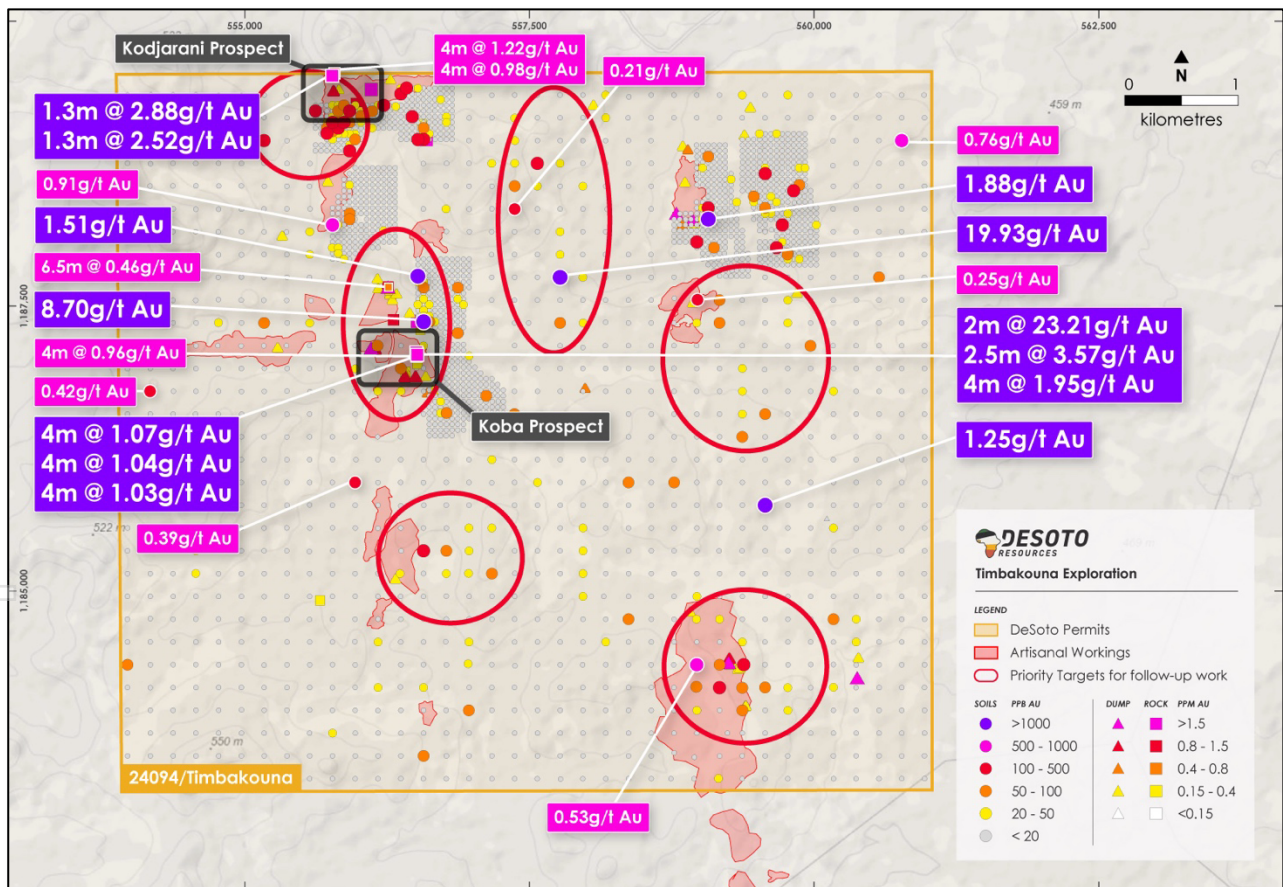 555,000
557,500
560,000
562,500
Kodjarani Prospect
4m @ 1.22g/t Au
4m @ 0.98g/t Au
0.21g/t Au
N
0
1
kilometres
459 m
1.3m @ 2.88g/t Au
1.3m @ 2.52g/t Au
0.76g/t Au
0.91g/t Au
1.88g/t Au
1.51g/t Au
19.93g/t Au
6.5m @ 0.46g/t Au
0.25g/t Au
1,187,500
8.70g/t Au
2m @ 23.21g/t Au
2.5m @ 3.57g/t Au
4m @ 1.95g/t Au
4m @ 0.96g/t Au
0.42g/t Au
Koba Prospect
4m @ 1.07g/t Au
4m @ 1.04g/t Au
4m @ 1.03g/t Au
1.25g/t Au
522 m
0.39g/t Au
1,185,000
550 m
24094/Timbakouna
0.53g/t Au
DESOTO
RESOURCES
Timbakouna Exploration
LEGEND
DeSoto Permits
Artisanal Workings
Priority Targets for follow-up work
SOILS PPB AU DUMP ROCK PPM AU
>1000 >1.5
500 - 1000 0.8 - 1.5
100 - 500 0.4 - 0.8
50 - 100 0.15 - 0.4
20 - 50 <0.15
< 20